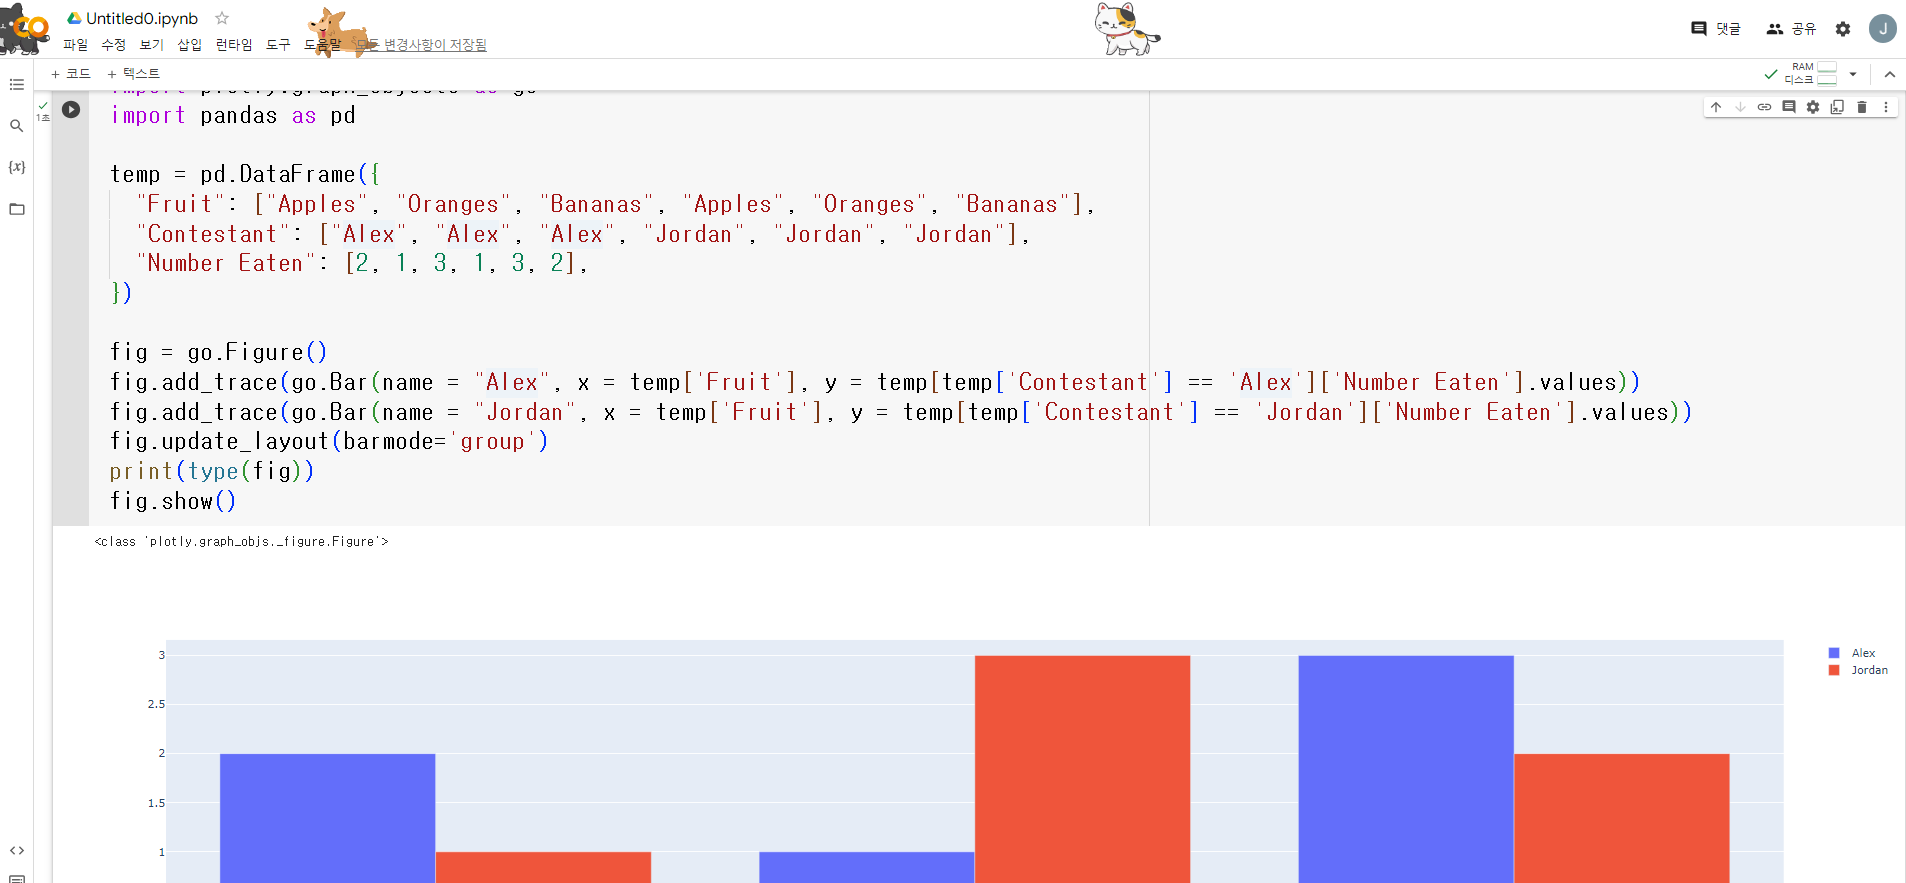 Untitled0.ipynb
파일 수정 보기 삽입 런타임 도구 도움말 모든 변경사항이 저장됨
댓글 공유 J
+ 코드 + 텍스트
RAM
디스크
1초
{x}
import plotly.graph_objects as go
import pandas as pd
temp = pd.DataFrame({
"Fruit": ["Apples", "Oranges", "Bananas", "Apples", "Oranges", "Bananas"],
"Contestant": ["Alex", "Alex", "Alex", "Jordan", "Jordan", "Jordan"],
"Number Eaten": [2, 1, 3, 1, 3, 2],
})
fig = go.Figure()
fig.add_trace(go.Bar(name = "Alex", x = temp['Fruit'], y = temp[temp['Contestant'] == 'Alex']['Number Eaten'].values))
fig.add_trace(go.Bar(name = "Jordan", x = temp['Fruit'], y = temp[temp['Contestant'] == 'Jordan']['Number Eaten'].values))
fig.update_layout(barmode='group')
print(type(fig))
fig.show()
<class 'plotly.graph_objs._figure.Figure'>
3
2.5
2
1.5
1
Alex
Jordan